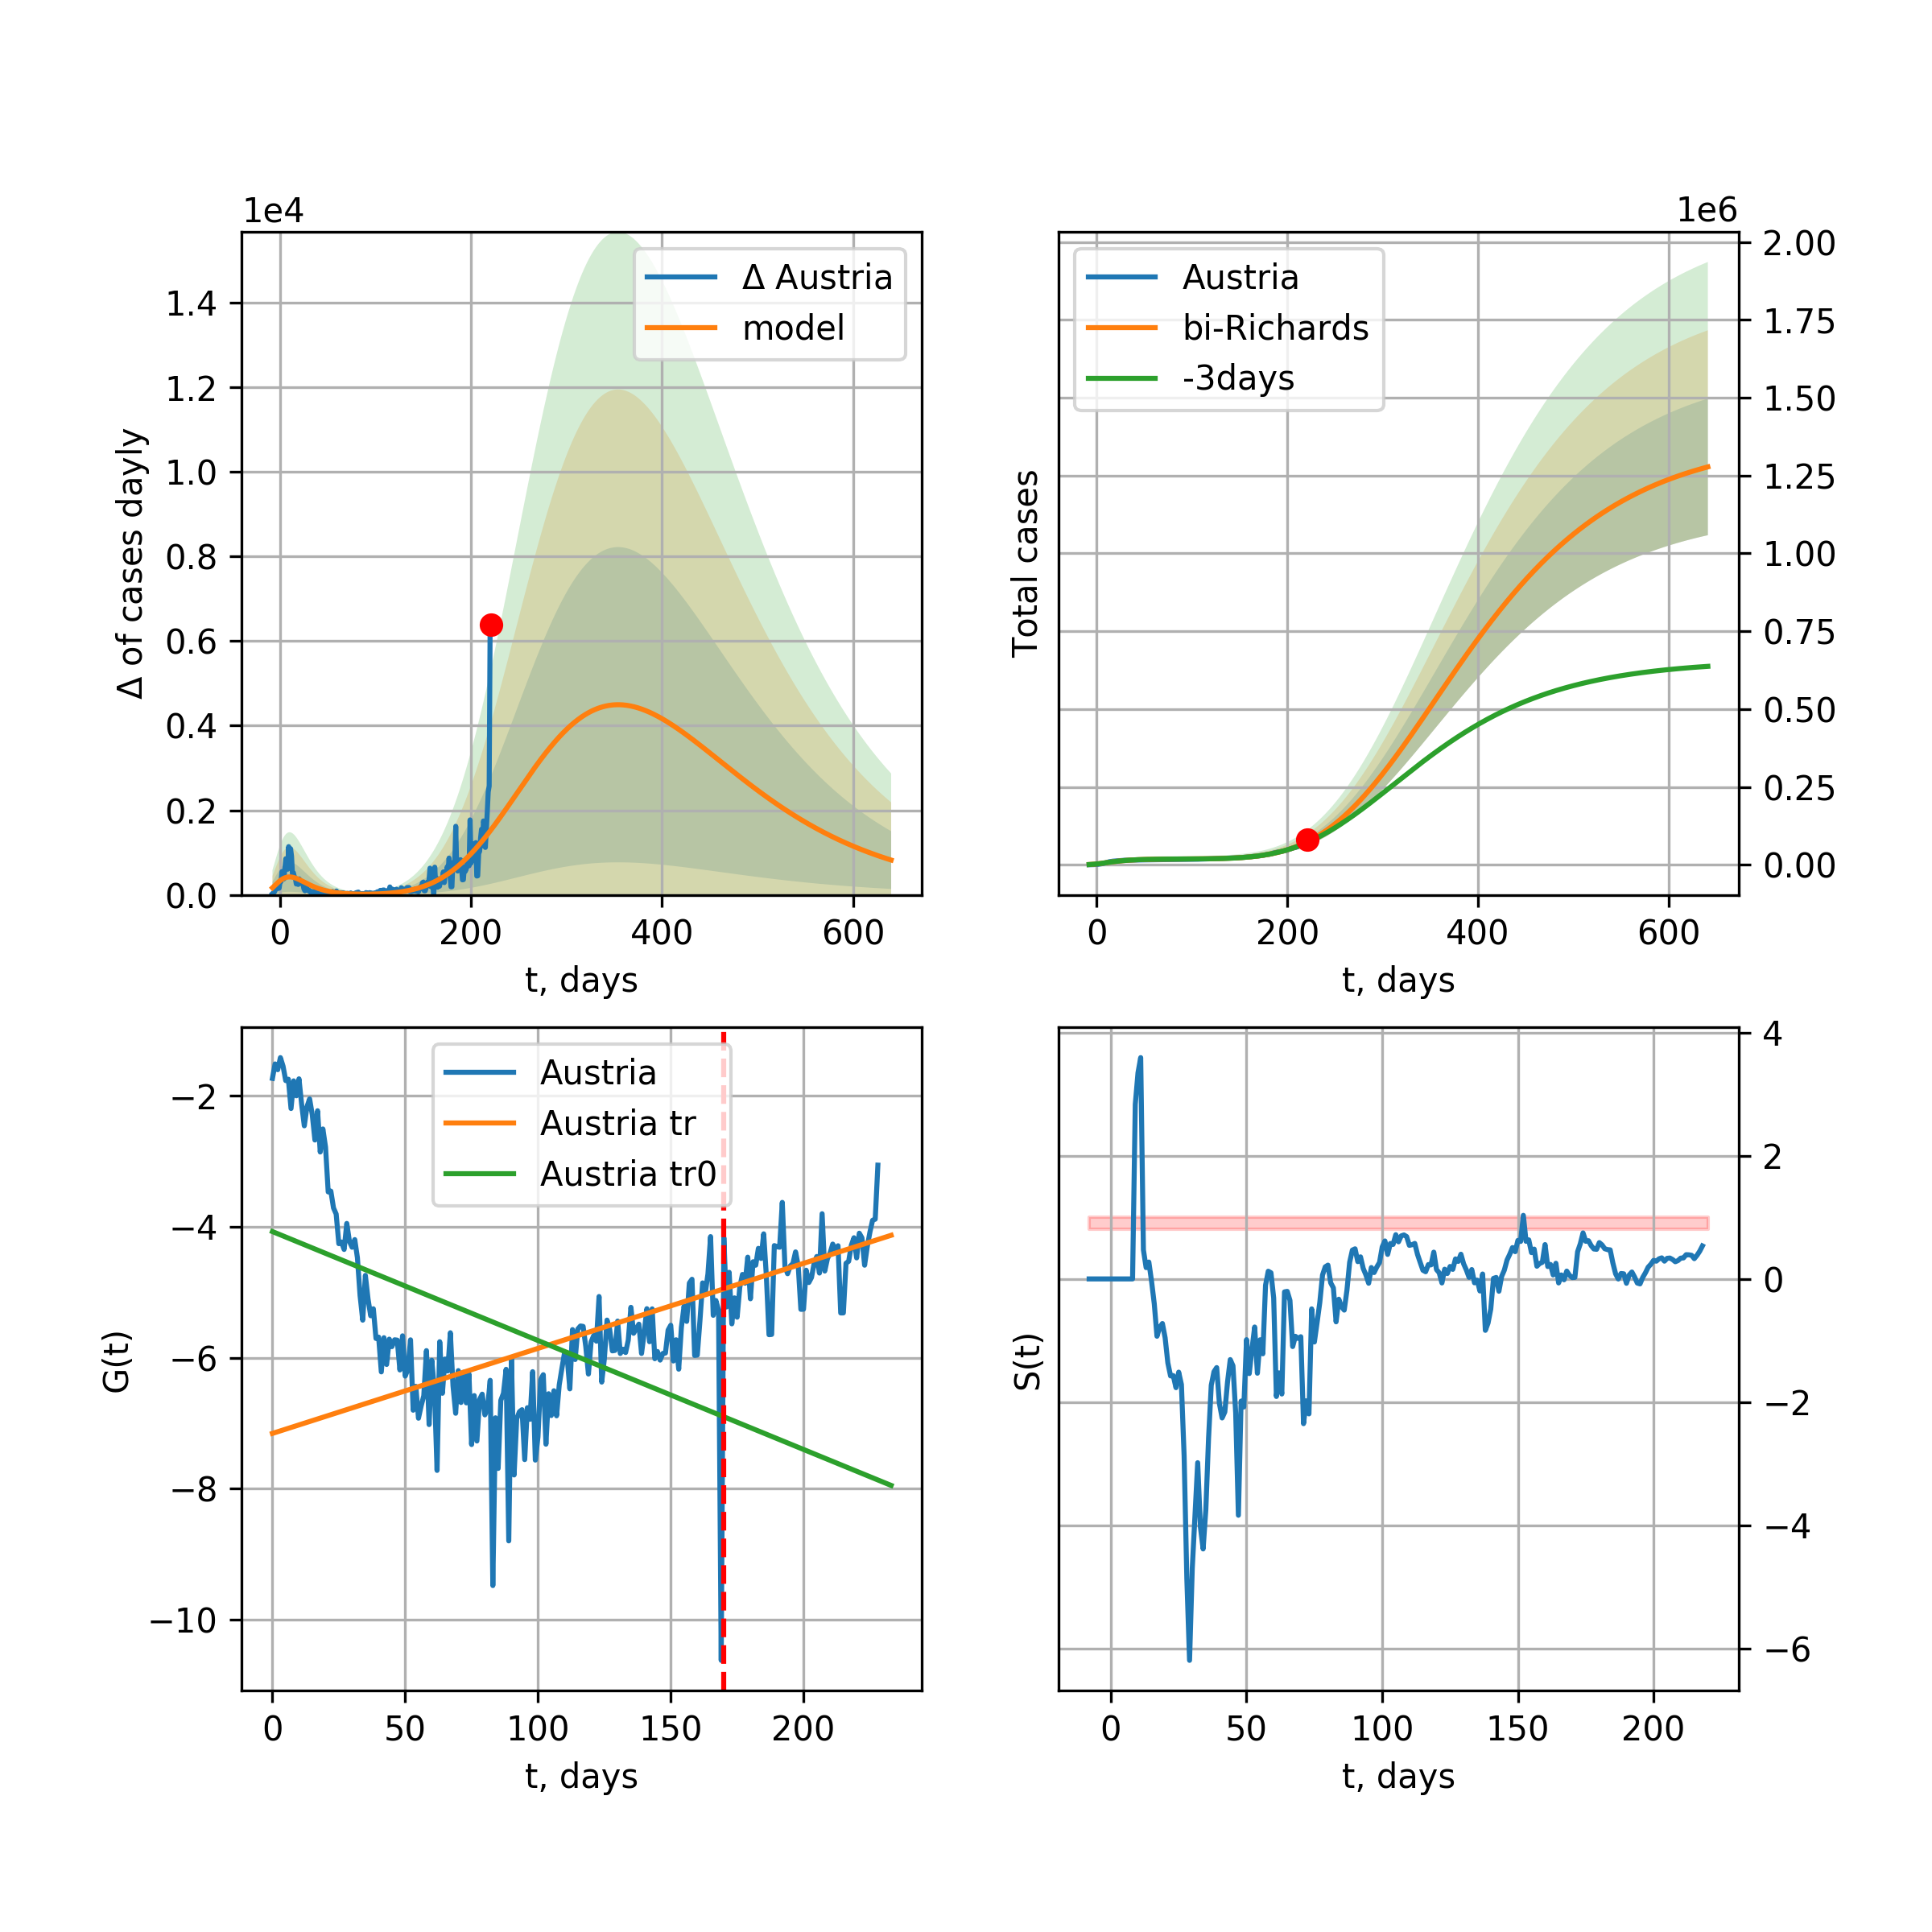 1e4
Δ of cases dayly
1.4
1.2
1.0
0.8
0.6
0.4
0.2
0.0
0 200 400 600
t, days
Δ Austria
model
1e6
Total cases
2.00
1.75
1.50
1.25
1.00
0.75
0.50
0.25
0.00
0 200 400 600
t, days
Austria
bi-Richards
-3days
G(t)
−2
−4
−6
−8
−10
0 50 100 150 200
t, days
Austria
Austria tr
Austria tr0
S(t)
4
2
0
−2
−4
−6
0 50 100 150 200
t, days